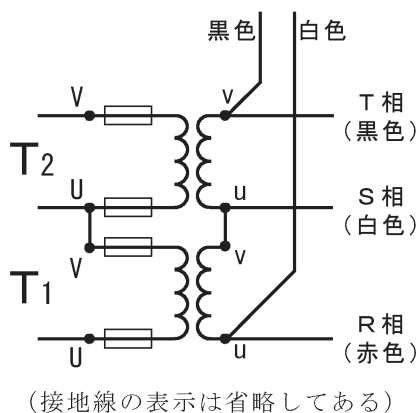 黒色 白色
V v T相
(黒色)
T2
U u S相
(白色)
V v
T1
R相
U u (赤色)
(接地線の表示は省略してある)